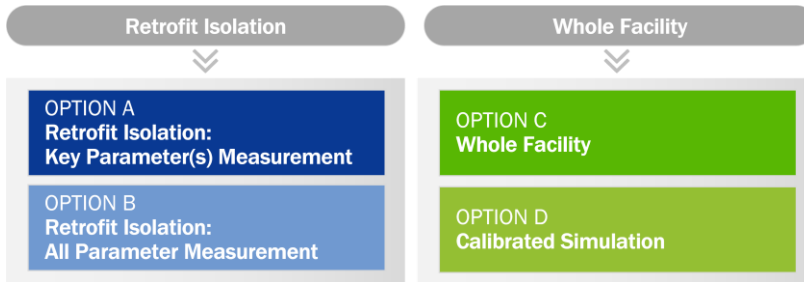 Retrofit Isolation
Whole Facility
OPTION A
Retrofit Isolation:
Key Parameter(s) Measurement
OPTION B
Retrofit Isolation:
All Parameter Measurement
OPTION C
Whole Facility
OPTION D
Calibrated Simulation